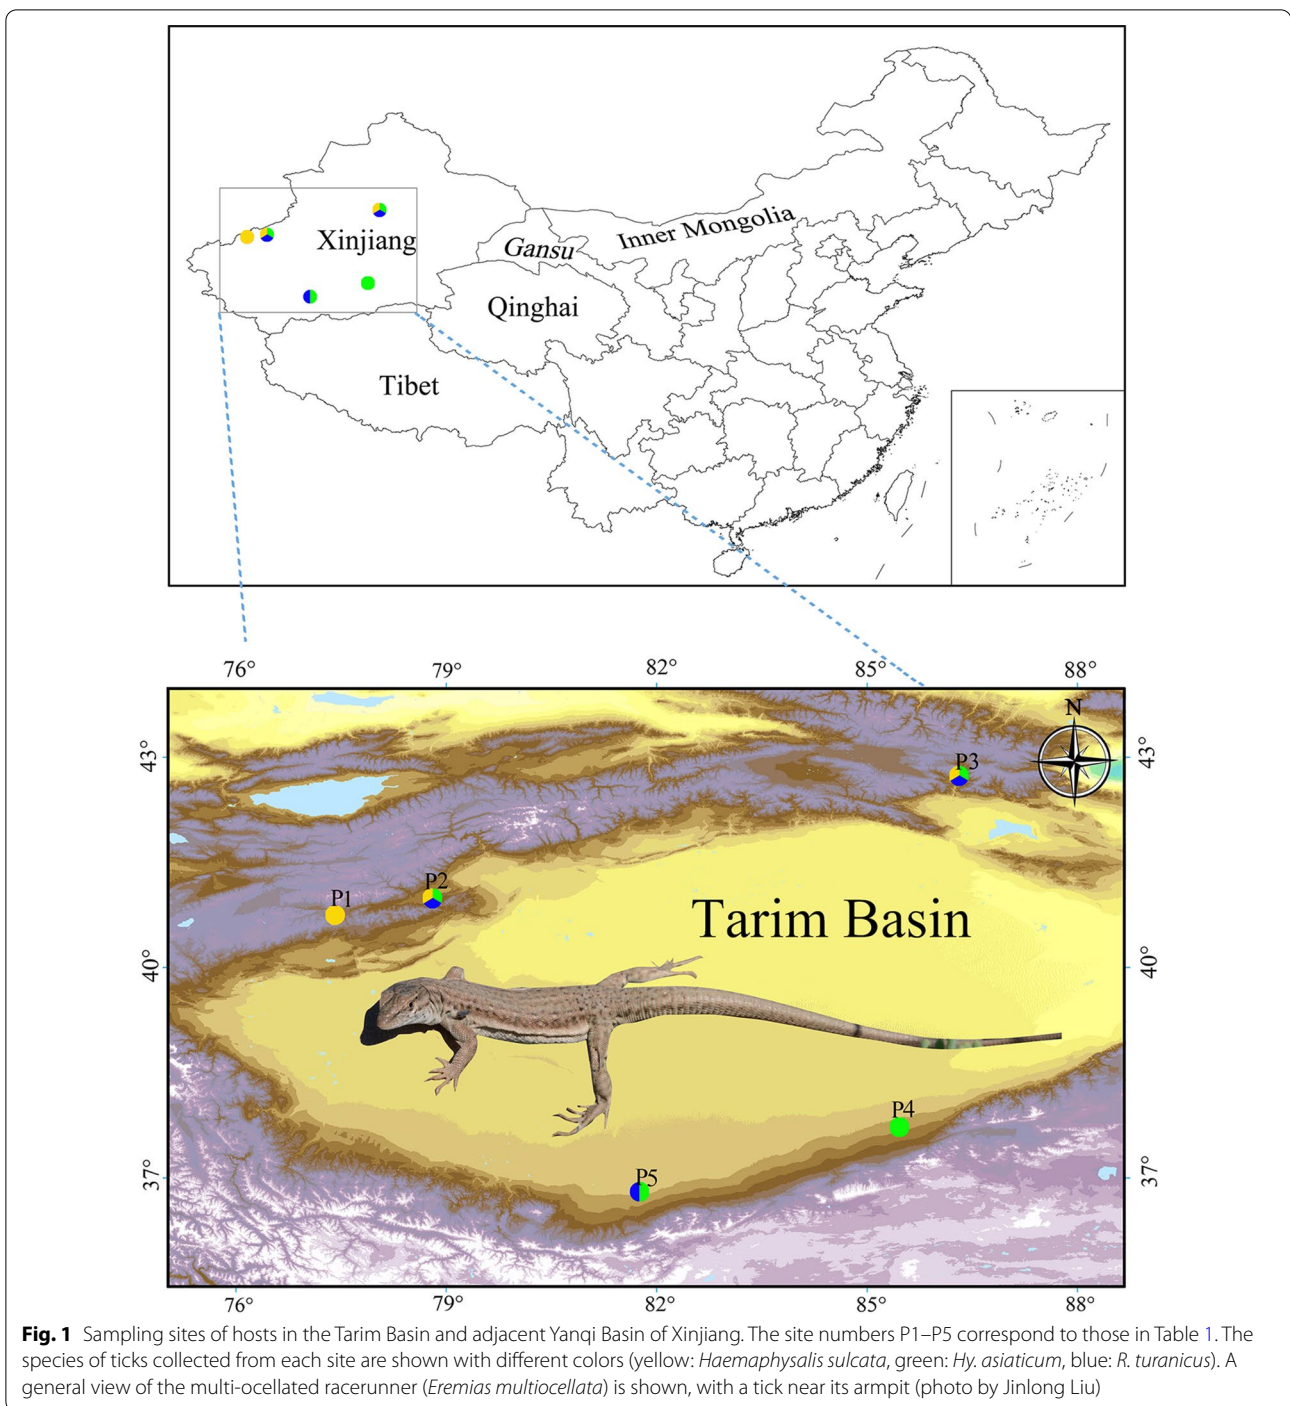 Xinjiang
Gansu
Inner Mongolia
Qinghai
Tibet
76°
79°
82°
85°
88°
N
43°
43°
P3
P2
P1
Tarim Basin
40°
40°
P4
P5
37°
37°
76°
79°
82°
85°
88°
Fig. 1 Sampling sites of hosts in the Tarim Basin and adjacent Yanqi Basin of Xinjiang. The site numbers P1–P5 correspond to those in Table 1. The
species of ticks collected from each site are shown with different colors (yellow: Haemaphysalis sulcata, green: Hy. asiaticum, blue: R. turanicus). A
general view of the multi-ocellated racerunner (Eremias multiocellata) is shown, with a tick near its armpit (photo by Jinlong Liu)